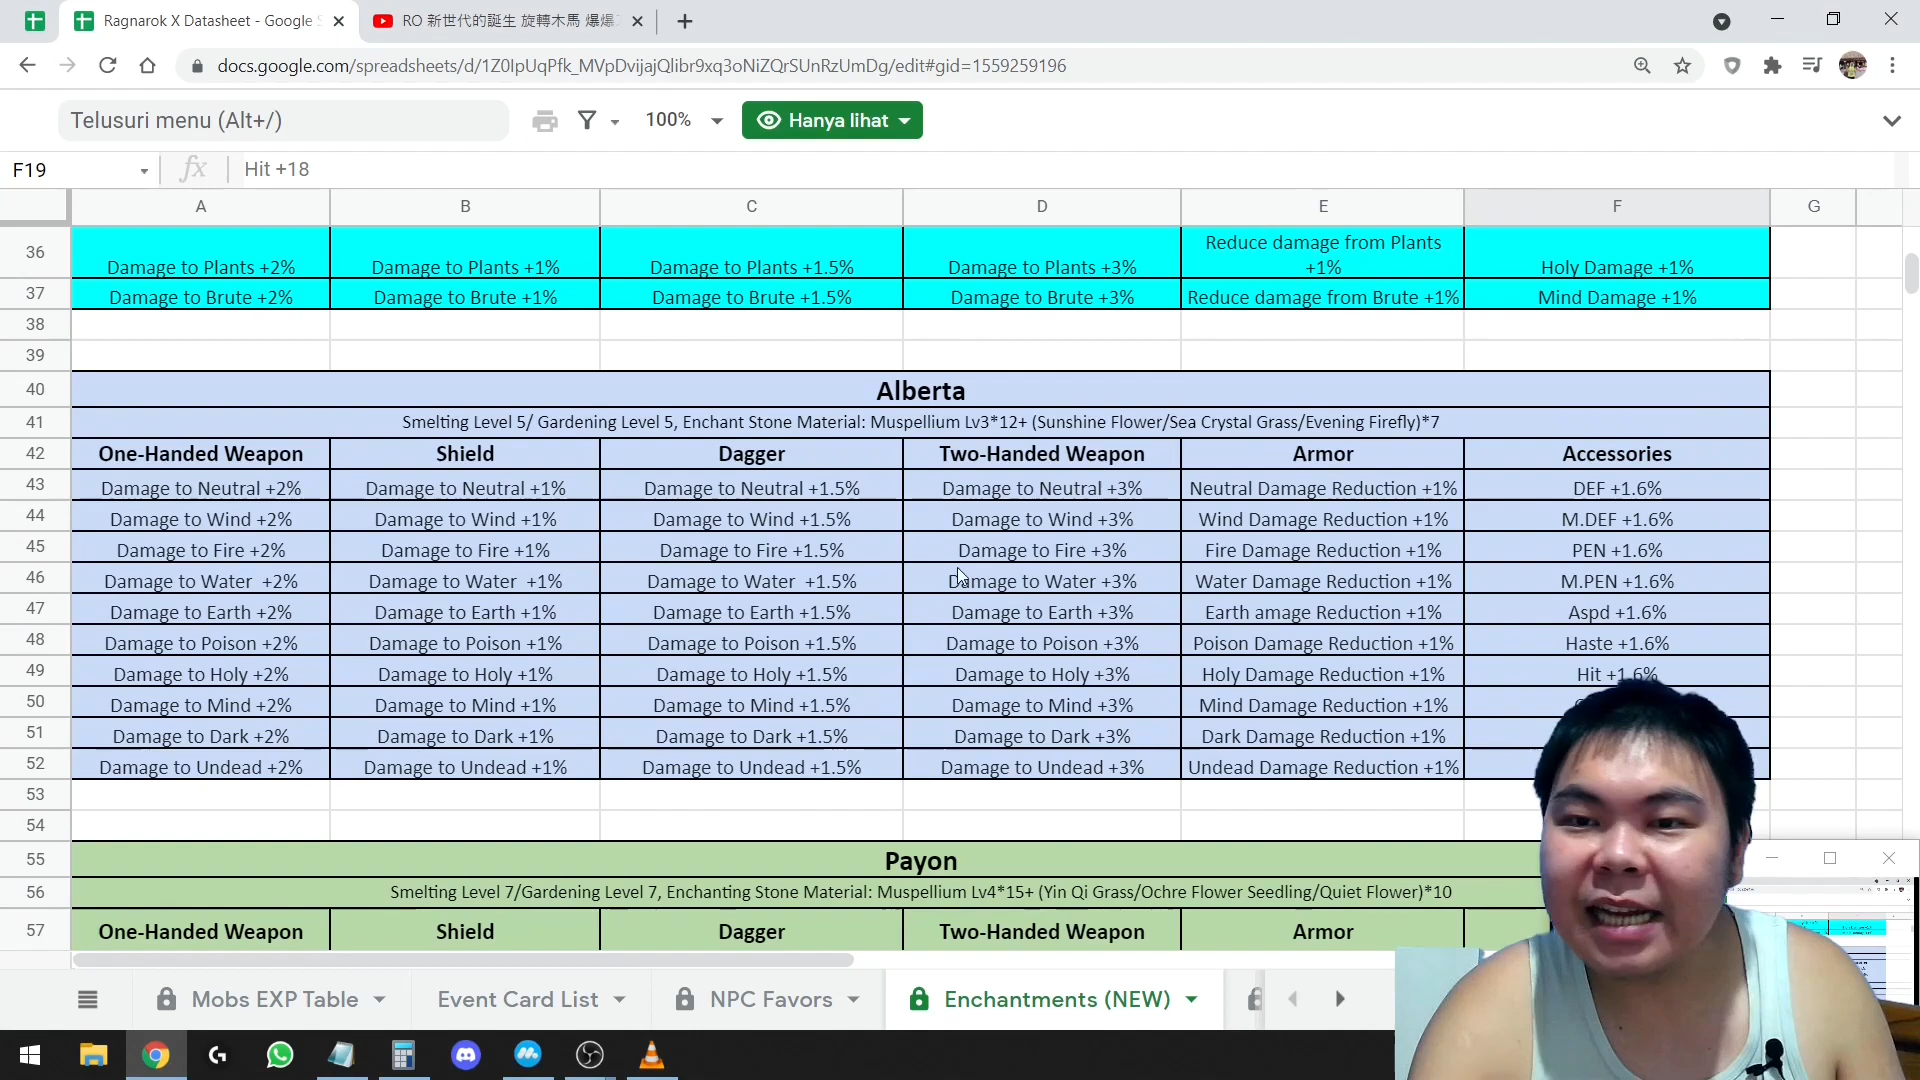 Ragnarok X Datasheet - Google S
RO 新世代的誕生 旋轉木馬 爆爆
docs.google.com/spreadsheets/d/1Z0IpUqPfk_MVpDvijajQlibr9xq3oNiZQrSUnRzUmDg/edit#gid=1559259196
Telusuri menu (Alt+/)
100%
Hanya lihat
F19
fx
Hit +18
A B C D E F G
36 Damage to Plants +2% Damage to Plants +1% Damage to Plants +1.5% Damage to Plants +3% Reduce damage from Plants +1% Holy Damage +1%
37 Damage to Brute +2% Damage to Brute +1% Damage to Brute +1.5% Damage to Brute +3% Reduce damage from Brute +1% Mind Damage +1%
38
39
40 Alberta
41 Smelting Level 5/ Gardening Level 5, Enchant Stone Material: Muspellium Lv3*12+ (Sunshine Flower/Sea Crystal Grass/Evening Firefly)*7
42 One-Handed Weapon Shield Dagger Two-Handed Weapon Armor Accessories
43 Damage to Neutral +2% Damage to Neutral +1% Damage to Neutral +1.5% Damage to Neutral +3% Neutral Damage Reduction +1% DEF +1.6%
44 Damage to Wind +2% Damage to Wind +1% Damage to Wind +1.5% Damage to Wind +3% Wind Damage Reduction +1% M.DEF +1.6%
45 Damage to Fire +2% Damage to Fire +1% Damage to Fire +1.5% Damage to Fire +3% Fire Damage Reduction +1% PEN +1.6%
46 Damage to Water +2% Damage to Water +1% Damage to Water +1.5% Damage to Water +3% Water Damage Reduction +1% M.PEN +1.6%
47 Damage to Earth +2% Damage to Earth +1% Damage to Earth +1.5% Damage to Earth +3% Earth amage Reduction +1% Aspd +1.6%
48 Damage to Poison +2% Damage to Poison +1% Damage to Poison +1.5% Damage to Poison +3% Poison Damage Reduction +1% Haste +1.6%
49 Damage to Holy +2% Damage to Holy +1% Damage to Holy +1.5% Damage to Holy +3% Holy Damage Reduction +1% Hit +1.6%
50 Damage to Mind +2% Damage to Mind +1% Damage to Mind +1.5% Damage to Mind +3% Mind Damage Reduction +1%
51 Damage to Dark +2% Damage to Dark +1% Damage to Dark +1.5% Damage to Dark +3% Dark Damage Reduction +1%
52 Damage to Undead +2% Damage to Undead +1% Damage to Undead +1.5% Damage to Undead +3% Undead Damage Reduction +1%
53
54
55 Payon
56 Smelting Level 7/Gardening Level 7, Enchanting Stone Material: Muspellium Lv4*15+ (Yin Qi Grass/Ochre Flower Seedling/Quiet Flower)*10
57 One-Handed Weapon Shield Dagger Two-Handed Weapon Armor
Mobs EXP Table Event Card List NPC Favors Enchantments (NEW)